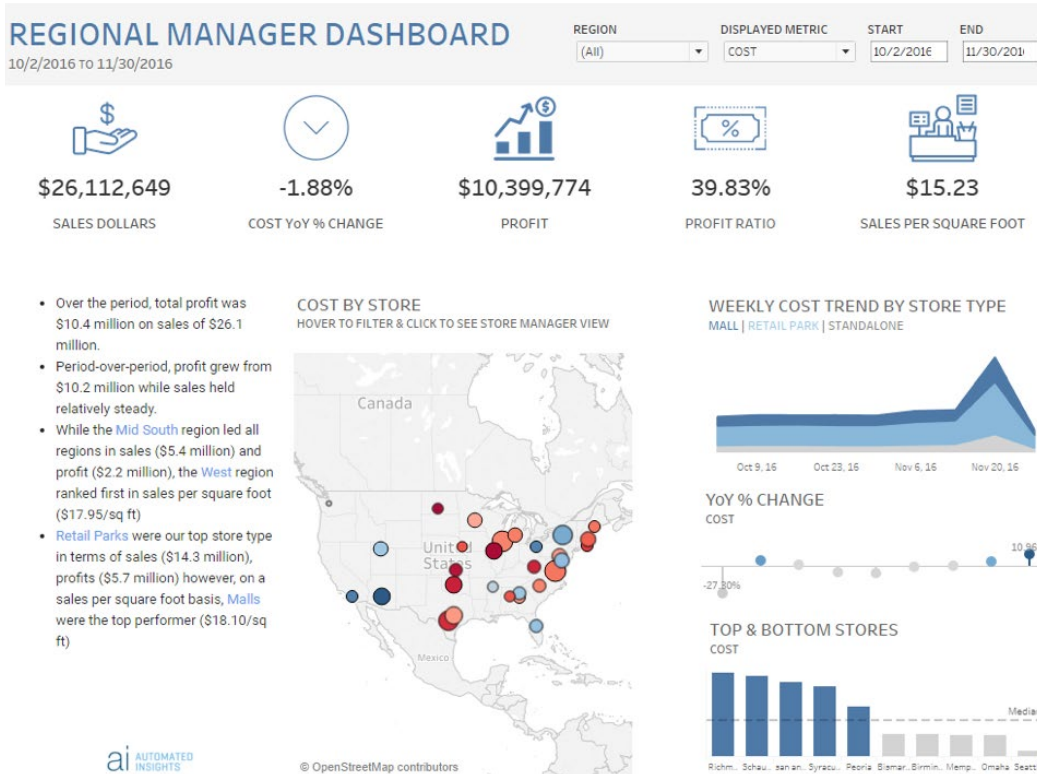 REGIONAL MANAGER DASHBOARD
10/2/2016 TO 11/30/2016
REGION
(All)
DISPLAYED METRIC
COST
START
10/2/2016
END
11/30/201
$
$
%
$26,112,649
SALES DOLLARS
-1.88%
COST YoY % CHANGE
$10,399,774
PROFIT
39.83%
PROFIT RATIO
$15.23
SALES PER SQUARE FOOT
• Over the period, total profit was
$10.4 million on sales of $26.1
million.
• Period-over-period, profit grew from
$10.2 million while sales held
relatively steady.
• While the Mid South region led all
regions in sales ($5.4 million) and
profit ($2.2 million), the West region
ranked first in sales per square foot
($17.95/sq ft)
• Retail Parks were our top store type
in terms of sales ($14.3 million),
profits ($5.7 million) however, on a
sales per square foot basis, Malls
were the top performer ($18.10/sq
ft)
ai AUTOMATED
INSIGHTS
COST BY STORE
HOVER TO FILTER & CLICK TO SEE STORE MANAGER VIEW
Canada
United
States
Mexico
© OpenStreetMap contributors
WEEKLY COST TREND BY STORE TYPE
MALL | RETAIL PARK | STANDALONE
Oct 9, 16 Oct 23, 16 Nov 6, 16 Nov 20, 16
YoY % CHANGE
COST
10.96
-27.30%
TOP & BOTTOM STORES
COST
Media
Richm.. Schau.. san an.. Syracu.. Peoria Bismar.. Birmin.. Memp.. Omaha Seatt